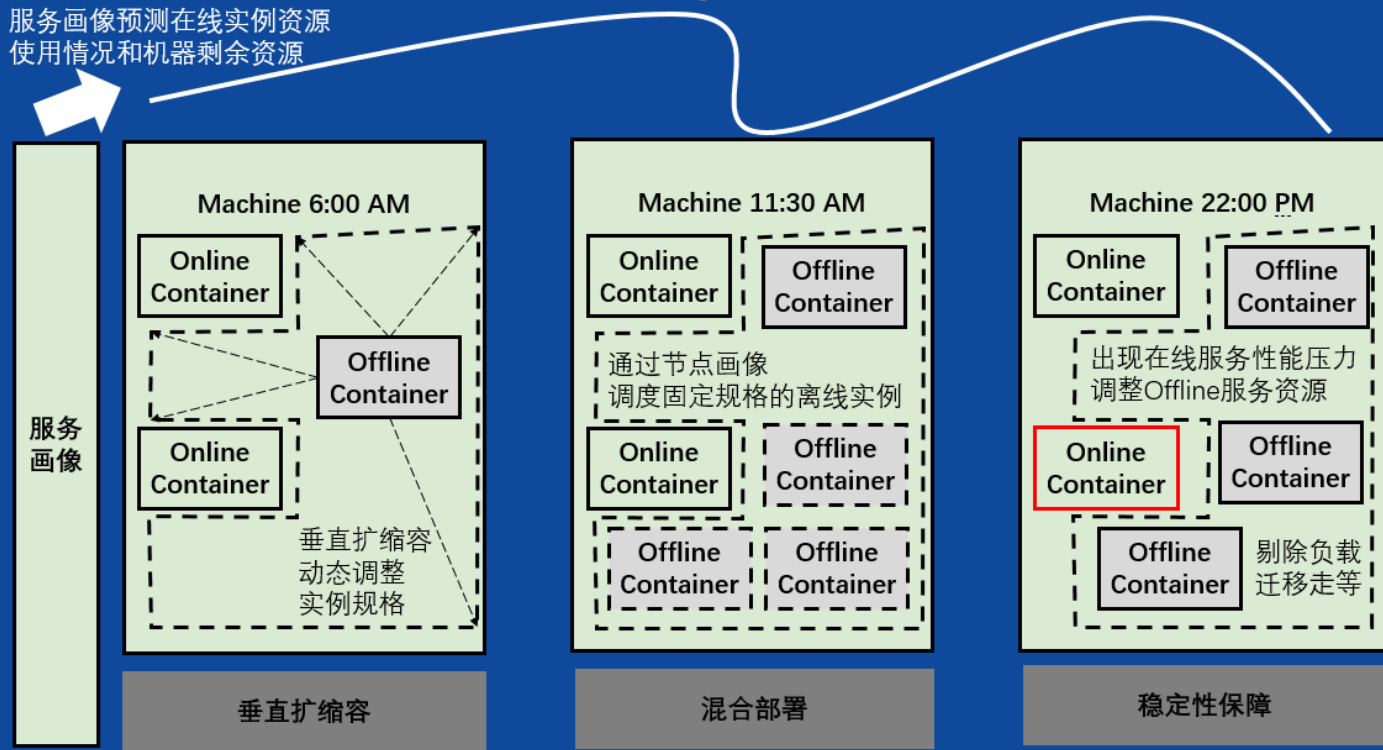 服务画像预测在线实例资源
使用情况和机器剩余资源
服务
画像
Machine 6:00 AM
Online
Container
Offline
Container
Online
Container
垂直扩缩容
动态调整
实例规格
垂直扩缩容
Machine 11:30 AM
Online
Container
Offline
Container
通过节点画像
调度固定规格的离线实例
Online
Container
Offline
Container
Offline
Container
Offline
Container
混合部署
Machine 22:00 PM
Online
Container
Offline
Container
出现在线服务性能压力
调整Offline服务资源
Online
Container
Offline
Container
Offline
Container
剔除负载
迁移走等
稳定性保障